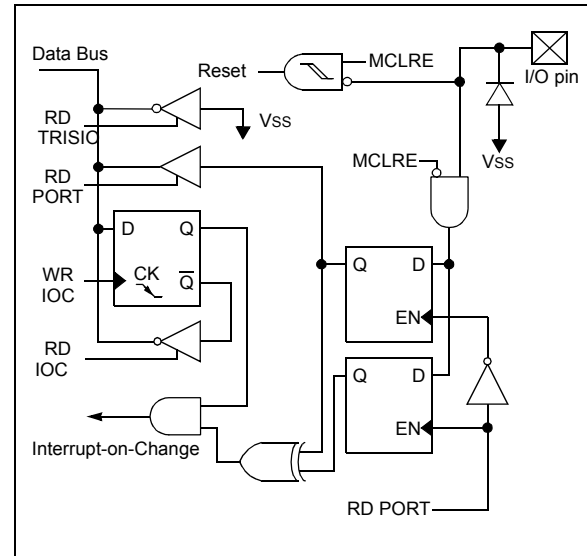 Data Bus
MCLRE
Reset
I/O pin
RD
TRISIO
VSS
VSS
RD
PORT
MCLRE
D
Q
CK
Q
WR
IOC
Q
D
EN
RD
IOC
Q
D
EN
Interrupt-on-Change
RD PORT